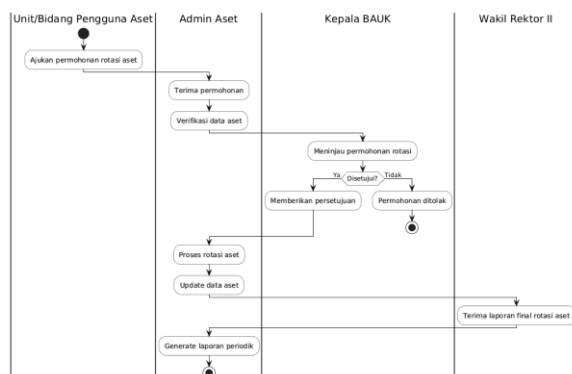 Unit/Bidang Pengguna Aset
Admin Aset
Kepala BAUK
Wakil Rektor II
Ajukan permohonan rotasi aset
Terima permohonan
Verifikasi data aset
Meninjau permohonan rotasi
Ya
Disetujui?
Tidak
Memberikan persetujuan
Permohonan ditolak
Proses rotasi aset
Update data aset
Terima laporan final rotasi aset
Generate laporan periodik